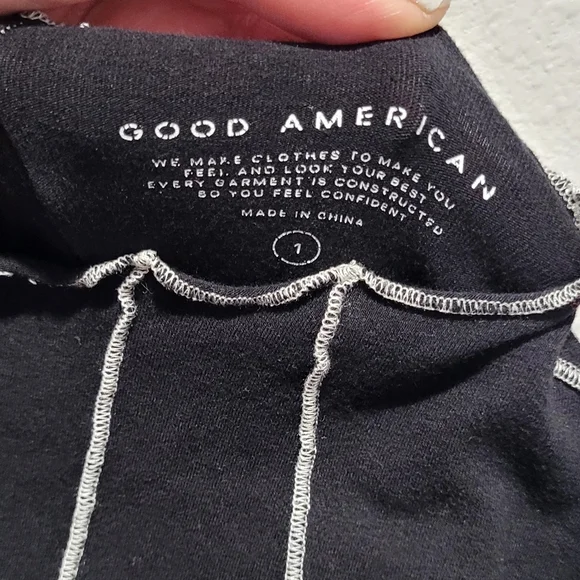 GOOD AMERICAN
WE MAKE CLOTHES TO MAKE YOU
FEEL AND LOOK YOUR BEST
EVERY GARMENT IS CONSTRUCTED
SO YOU FEEL CONFIDENT
MADE IN CHINA
1